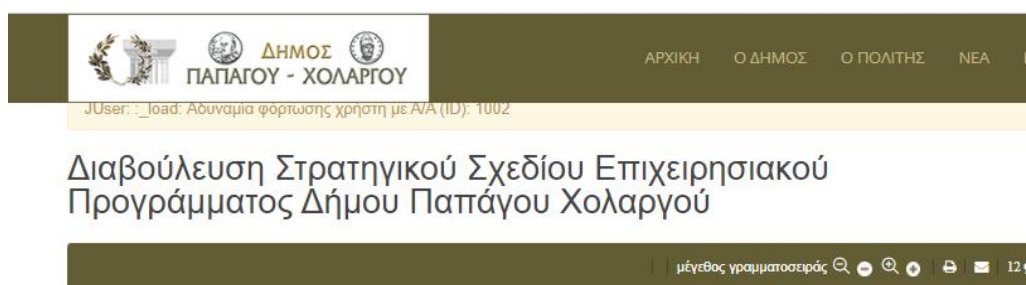 ΔΗΜΟΣ
ΠΑΠΑΓΟΥ - ΧΟΛΑΡΓΟΥ
ΑΡΧΙΚΗ Ο ΔΗΜΟΣ Ο ΠΟΛΙΤΗΣ ΝΕΑ
JUser: :_load: Αδυναμία φόρτωσης χρήστη με Α/Α (ID): 1002
Διαβούλευση Στρατηγικού Σχεδίου Επιχειρησιακού
Προγράμματος Δήμου Παπάγου Χολαργού
μέγεθος γραμματοσειράς 12